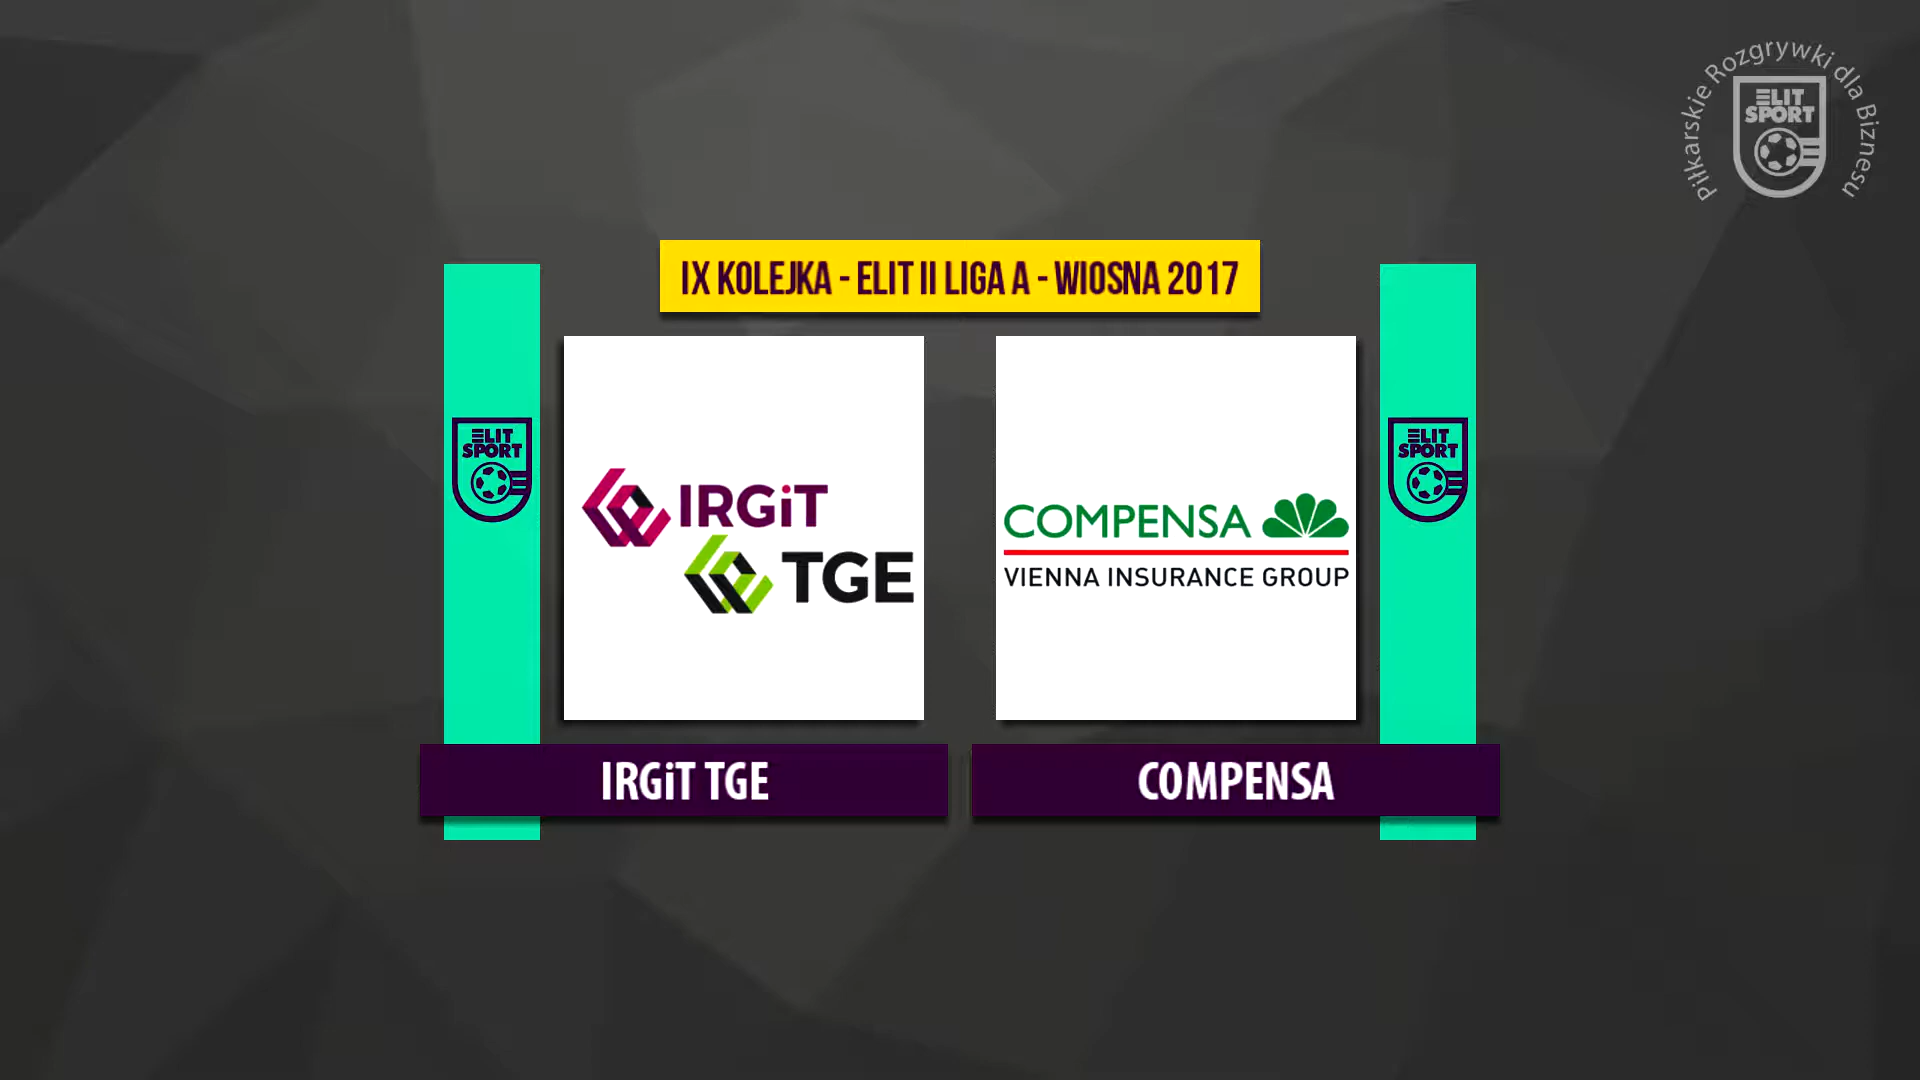 Piłkarskie Rozgrywki dla Biznesu
ELIT
SPORT
IX KOLEJKA - ELIT II LIGA A - WIOSNA 2017
ELIT
SPORT
IRGiT
TGE
COMPENSA
VIENNA INSURANCE GROUP
ELIT
SPORT
IRGiT TGE
COMPENSA